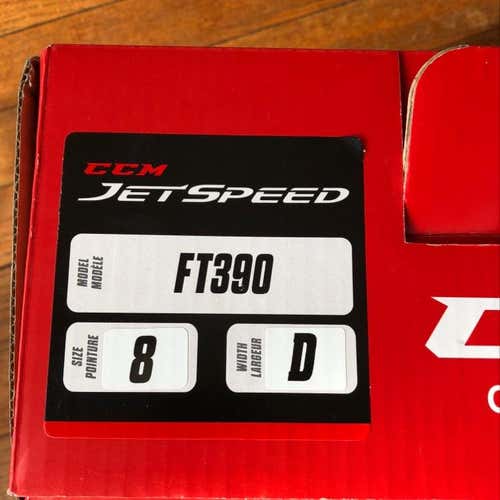 CCM
JETSPEED
MODEL
MODÈLE
FT390
SIZE
POINTURE
8
WIDTH
LARGEUR
D